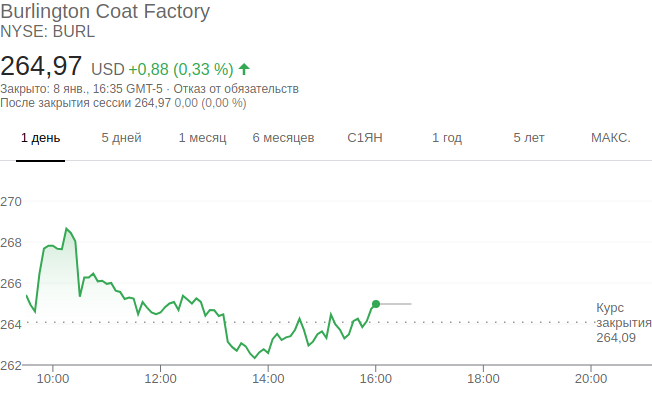 Burlington Coat Factory
NYSE: BURL
264,97 USD +0,88 (0,33 %)
Закрыто: 8 янв., 16:35 GMT-5 · Отказ от обязательств
После закрытия сессии 264,97 0,00 (0,00 %)
1 день 5 дней 1 месяц 6 месяцев С1ЯН 1 год 5 лет МАКС.
270
268
266
264
262
Курс
закрытия
264,09
10:00 12:00 14:00 16:00 18:00 20:00